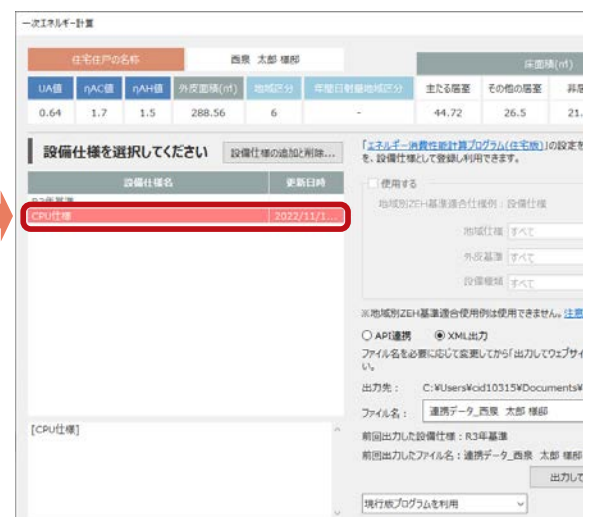 一次エネルギー計算
住宅住戸の名称 西泉 太郎 様邸 床面積(㎡)
UA値 ηAC値 ηAH値 外皮面積(㎡) 地域区分 年間日射量地域区分 主たる居室 その他の居室
0.64 1.7 1.5 288.56 6 - 44.72 26.5 21.
設備仕様を選択してください 設備仕様の追加と削除...
「エネルギー消費性能計算プログラム(住宅版)」の設定を
を、設備仕様として登録し利用できます。
設備仕様名 更新日時
使用する
R3年基準
地域別ZEH基準適合仕様例：設備仕様
CPU仕様 2022/11/1...
地域仕様 すべて
外皮基準 すべて
設備種類 すべて
※地域別ZEH基準適合使用例は使用できません。注意
API連携 XML出力
ファイル名を必要に応じて変更してから「出力してウェブサイ
い。
出力先： C:¥Users¥cid10315¥Documents¥
ファイル名： 連携データ_西泉 太郎 様邸
[CPU仕様]
前回出力した設備仕様：R3年基準
前回出力したファイル名：連携データ_西泉 太郎 様邸
出力して
現行版プログラムを利用